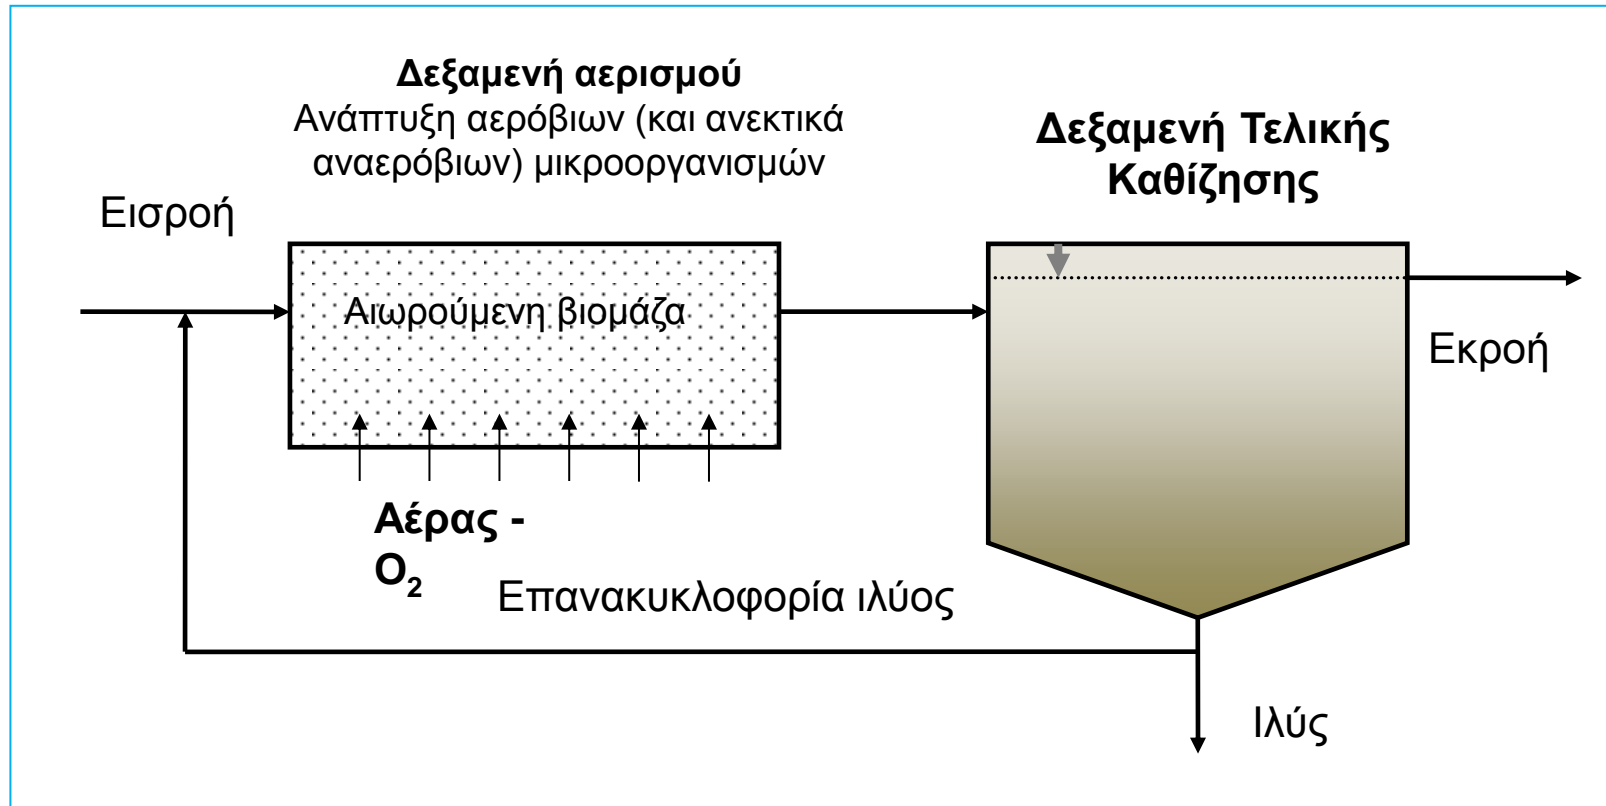 Δεξαμενή αερισμού
Ανάπτυξη αερόβιων (και ανεκτικά
αναερόβιων) μικροοργανισμών
Δεξαμενή Τελικής
Καθίζησης
Εισροή
Αιωρούμενη βιομάζα
Εκροή
Αέρας -
O₂
Επανακυκλοφορία ιλύος
Ιλύς